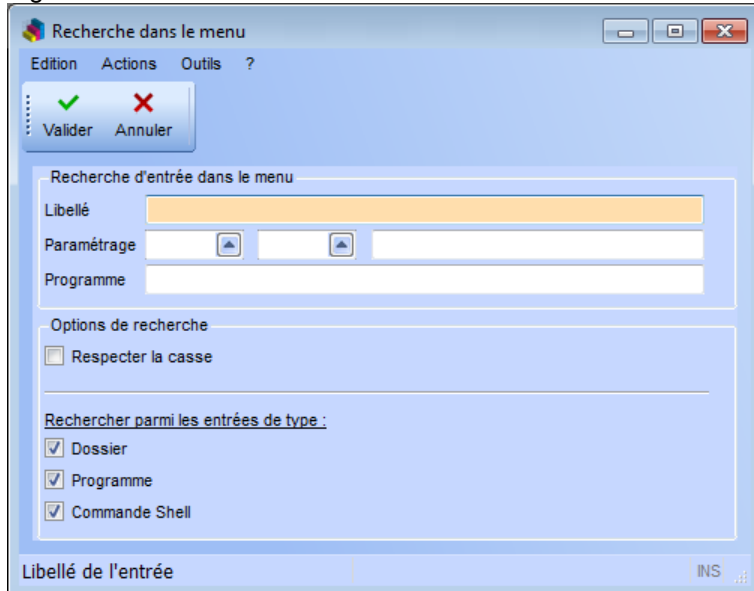 Recherche dans le menu
Edition Actions Outils ?
Valider Annuler
Recherche d'entrée dans le menu
Libellé
Paramétrage
Programme
Options de recherche
Respecter la casse
Rechercher parmi les entrées de type :
Dossier
Programme
Commande Shell
Libellé de l'entrée INS